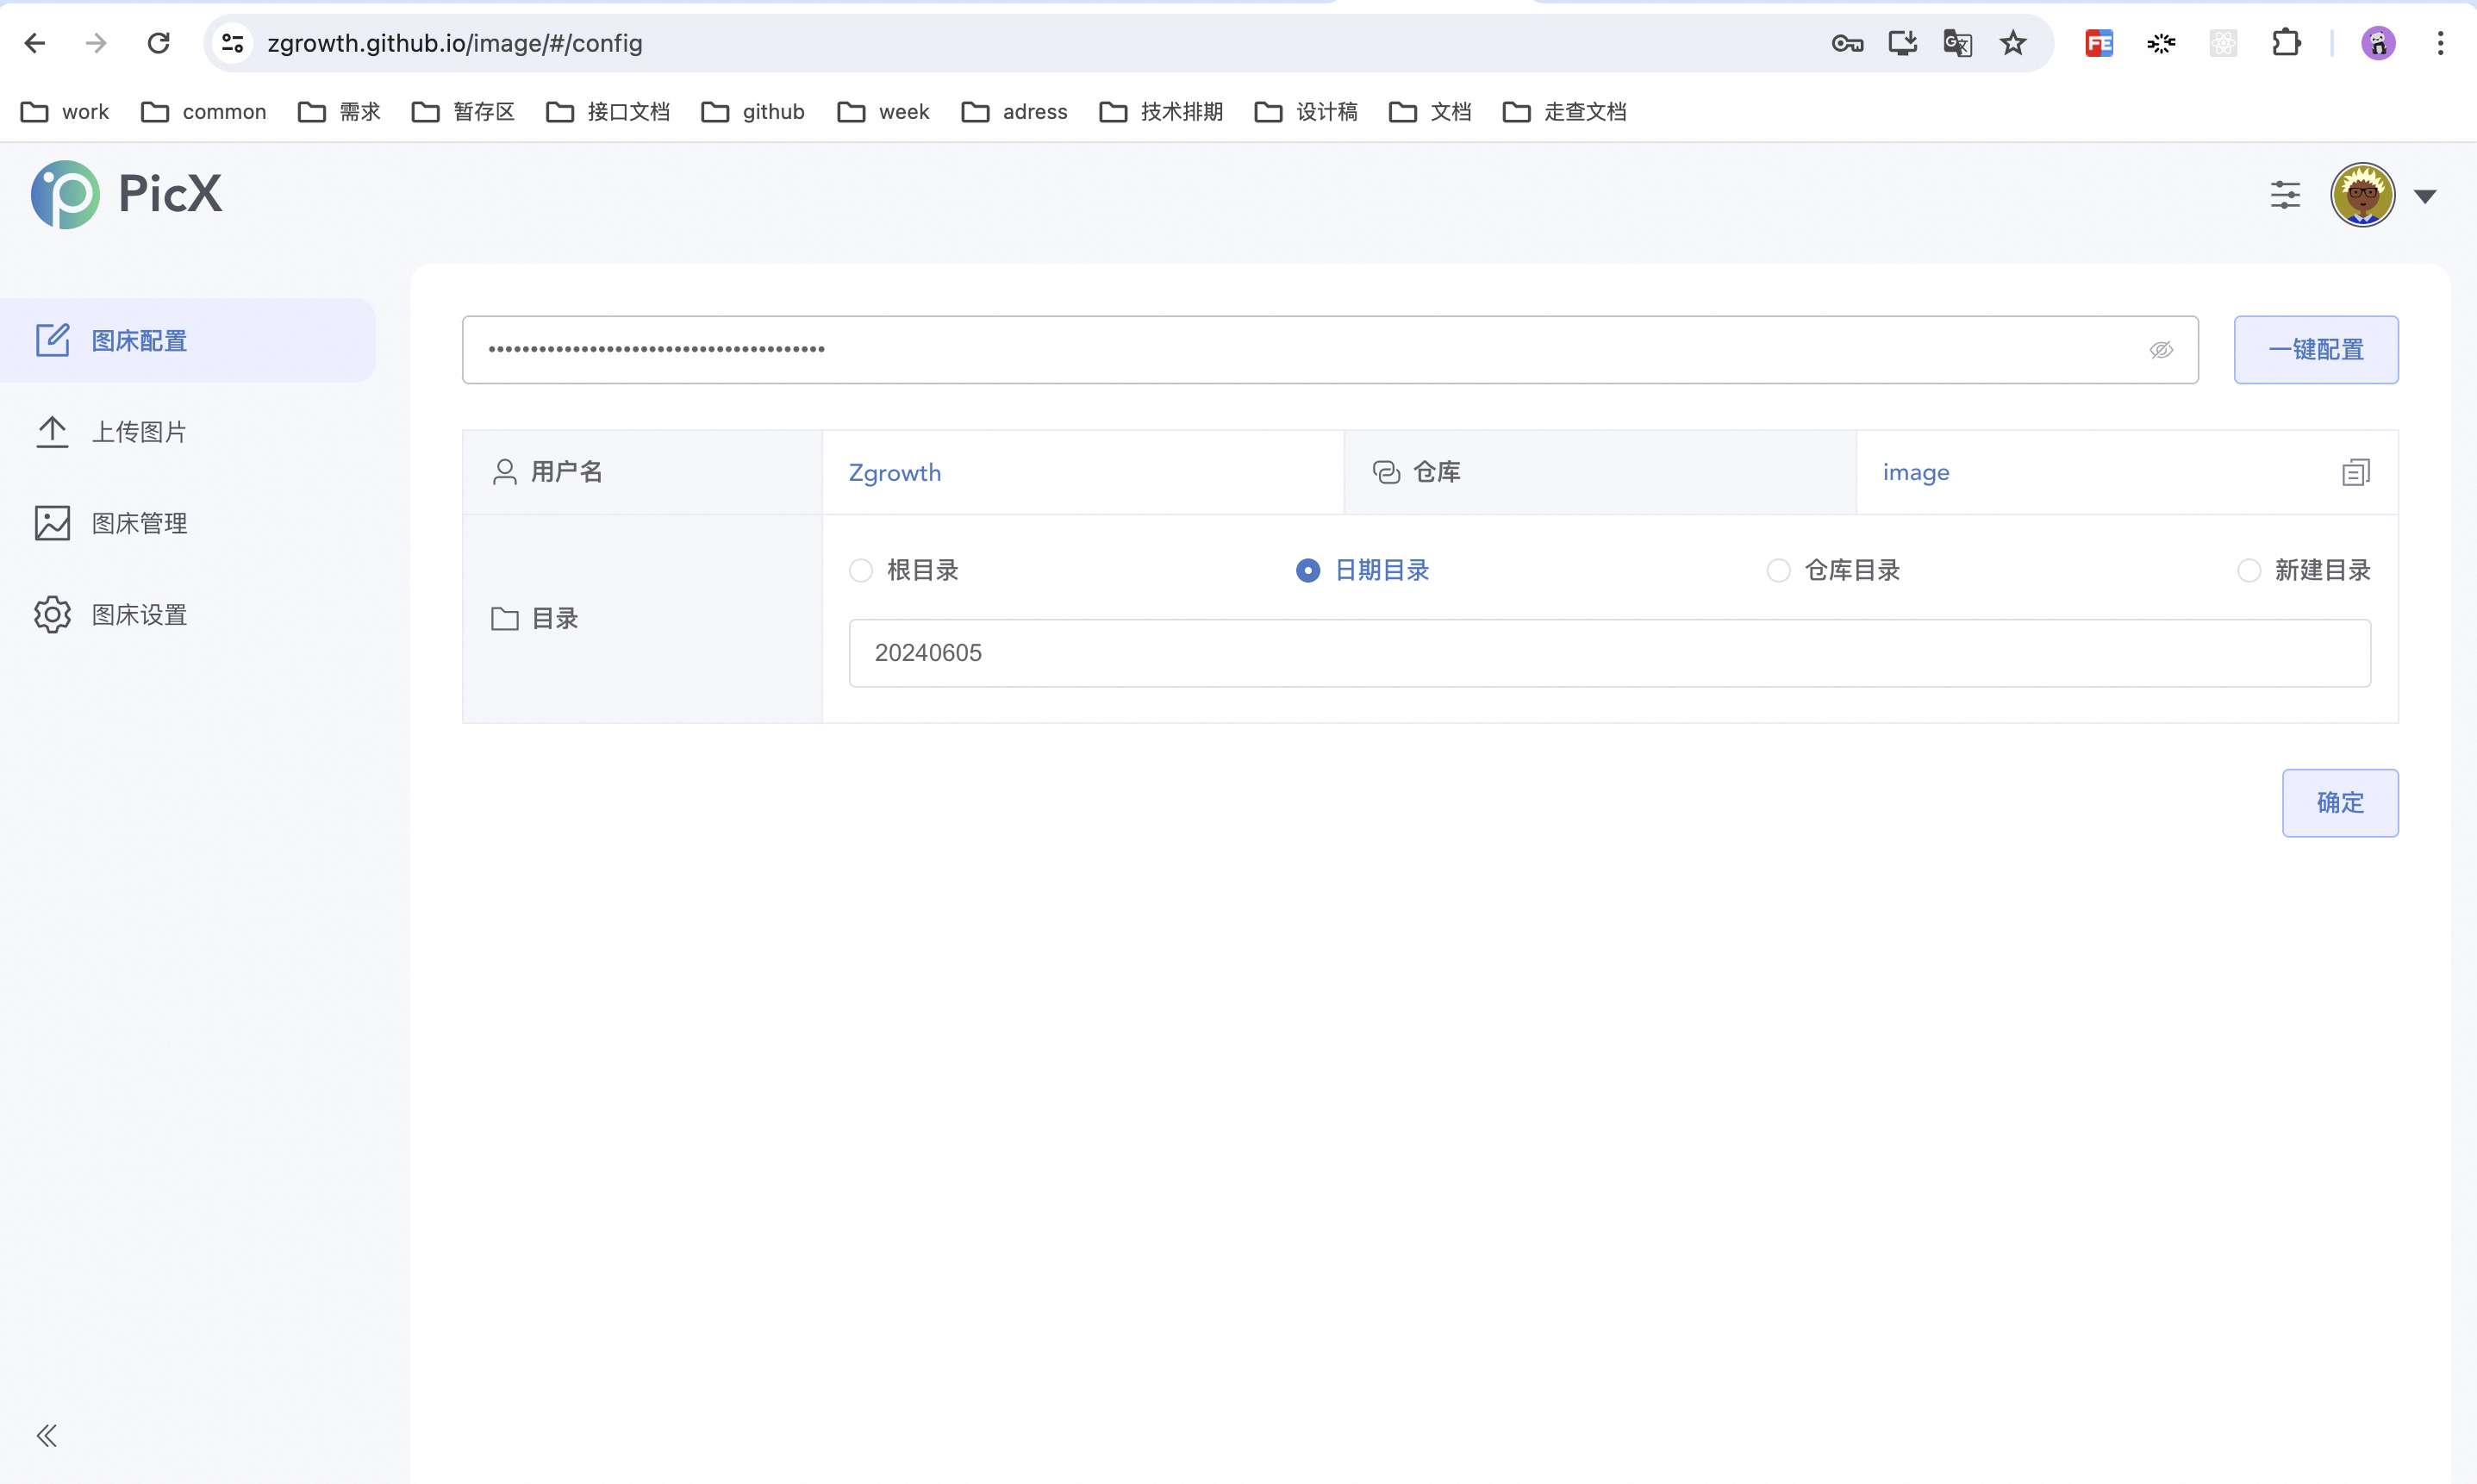 zgrowth.github.io/image/#/config
work common 需求 暂存区 接口文档 github week adress 技术排期 设计稿 文档 走查文档
PicX
图床配置
上传图片
图床管理
图床设置
••••••••••••••••••••••••••••••••••••••••
一键配置
用户名 Zgrowth 仓库 image
目录
根目录 日期目录 仓库目录 新建目录
20240605
确定